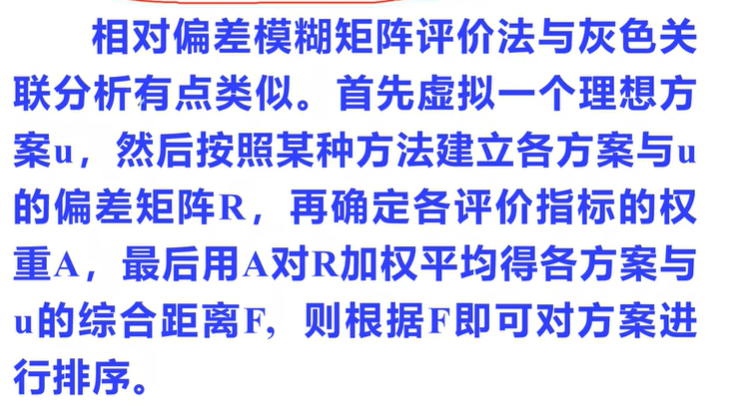 相对偏差模糊矩阵评价法与灰色关
联分析有点类似。首先虚拟一个理想方
案u，然后按照某种方法建立各方案与u
的偏差矩阵R，再确定各评价指标的权
重A，最后用A对R加权平均得各方案与
u的综合距离F, 则根据F即可对方案进
行排序。